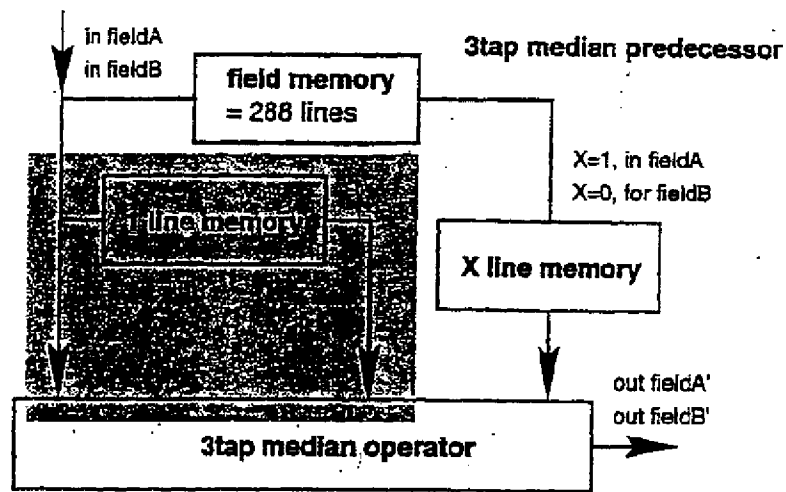 in fieldA
in fieldB
3tap median predecessor
field memory
= 288 lines
X=1, in fieldA
X=0, for fieldB
1 line memory
X line memory
out fieldA'
out fieldB'
3tap median operator